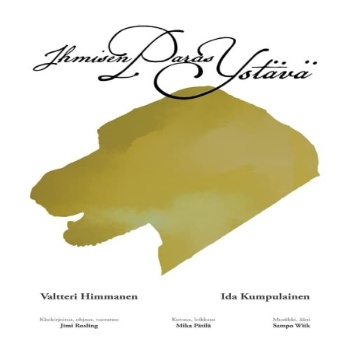 Ihmisen Paras Ystävä
Valtteri Himmanen Ida Kumpulainen
Käsikirjoitus, ohjaus, tuotanto Kuvaus, leikkaus Musiikki, ääni
Jimi Rosling Mika Pätilä Sampo Wiik